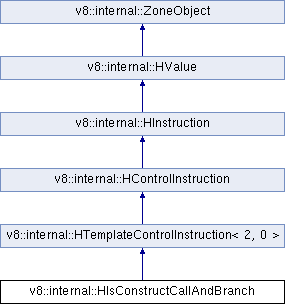 v8::internal::ZoneObject
v8::internal::HValue
v8::internal::HInstruction
v8::internal::HControlInstruction
v8::internal::HTemplateControlInstruction< 2, 0 >
v8::internal::HIsConstructCallAndBranch